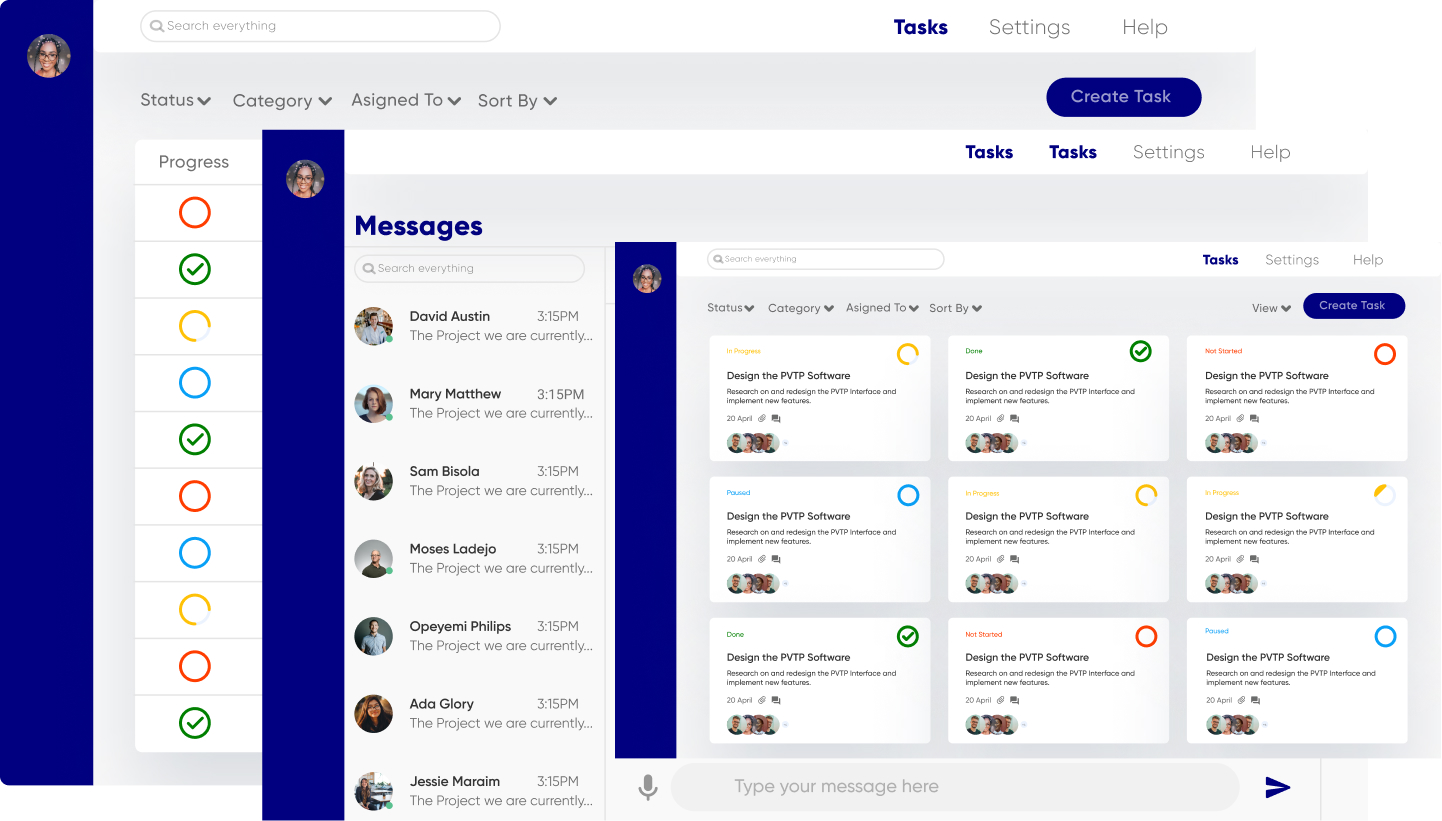 Search everything
Tasks Settings Help
Status Category Asigned To Sort By
Create Task
Progress
Tasks Tasks Settings Help
Messages
Search everything
David Austin 3:15PM
The Project we are currently...
Mary Matthew 3:15PM
The Project we are currently...
Sam Bisola 3:15PM
The Project we are currently...
Moses Ladejo 3:15PM
The Project we are currently...
Opeyemi Philips 3:15PM
The Project we are currently...
Ada Glory 3:15PM
The Project we are currently...
Jessie Maraim 3:15PM
The Project we are currently...
Type your message here
Search everything
Tasks Settings Help
Status Category Asigned To Sort By
View Create Task
In Progress
Design the PVTP Software
Research on and redesign the PVTP Interface and
implement new features.
20 April
Done
Design the PVTP Software
Research on and redesign the PVTP Interface and
implement new features.
20 April
Not Started
Design the PVTP Software
Research on and redesign the PVTP Interface and
implement new features.
20 April
Paused
Design the PVTP Software
Research on and redesign the PVTP Interface and
implement new features.
20 April
In Progress
Design the PVTP Software
Research on and redesign the PVTP Interface and
implement new features.
20 April
In Progress
Design the PVTP Software
Research on and redesign the PVTP Interface and
implement new features.
20 April
Done
Design the PVTP Software
Research on and redesign the PVTP Interface and
implement new features.
20 April
Not Started
Design the PVTP Software
Research on and redesign the PVTP Interface and
implement new features.
20 April
Paused
Design the PVTP Software
Research on and redesign the PVTP Interface and
implement new features.
20 April